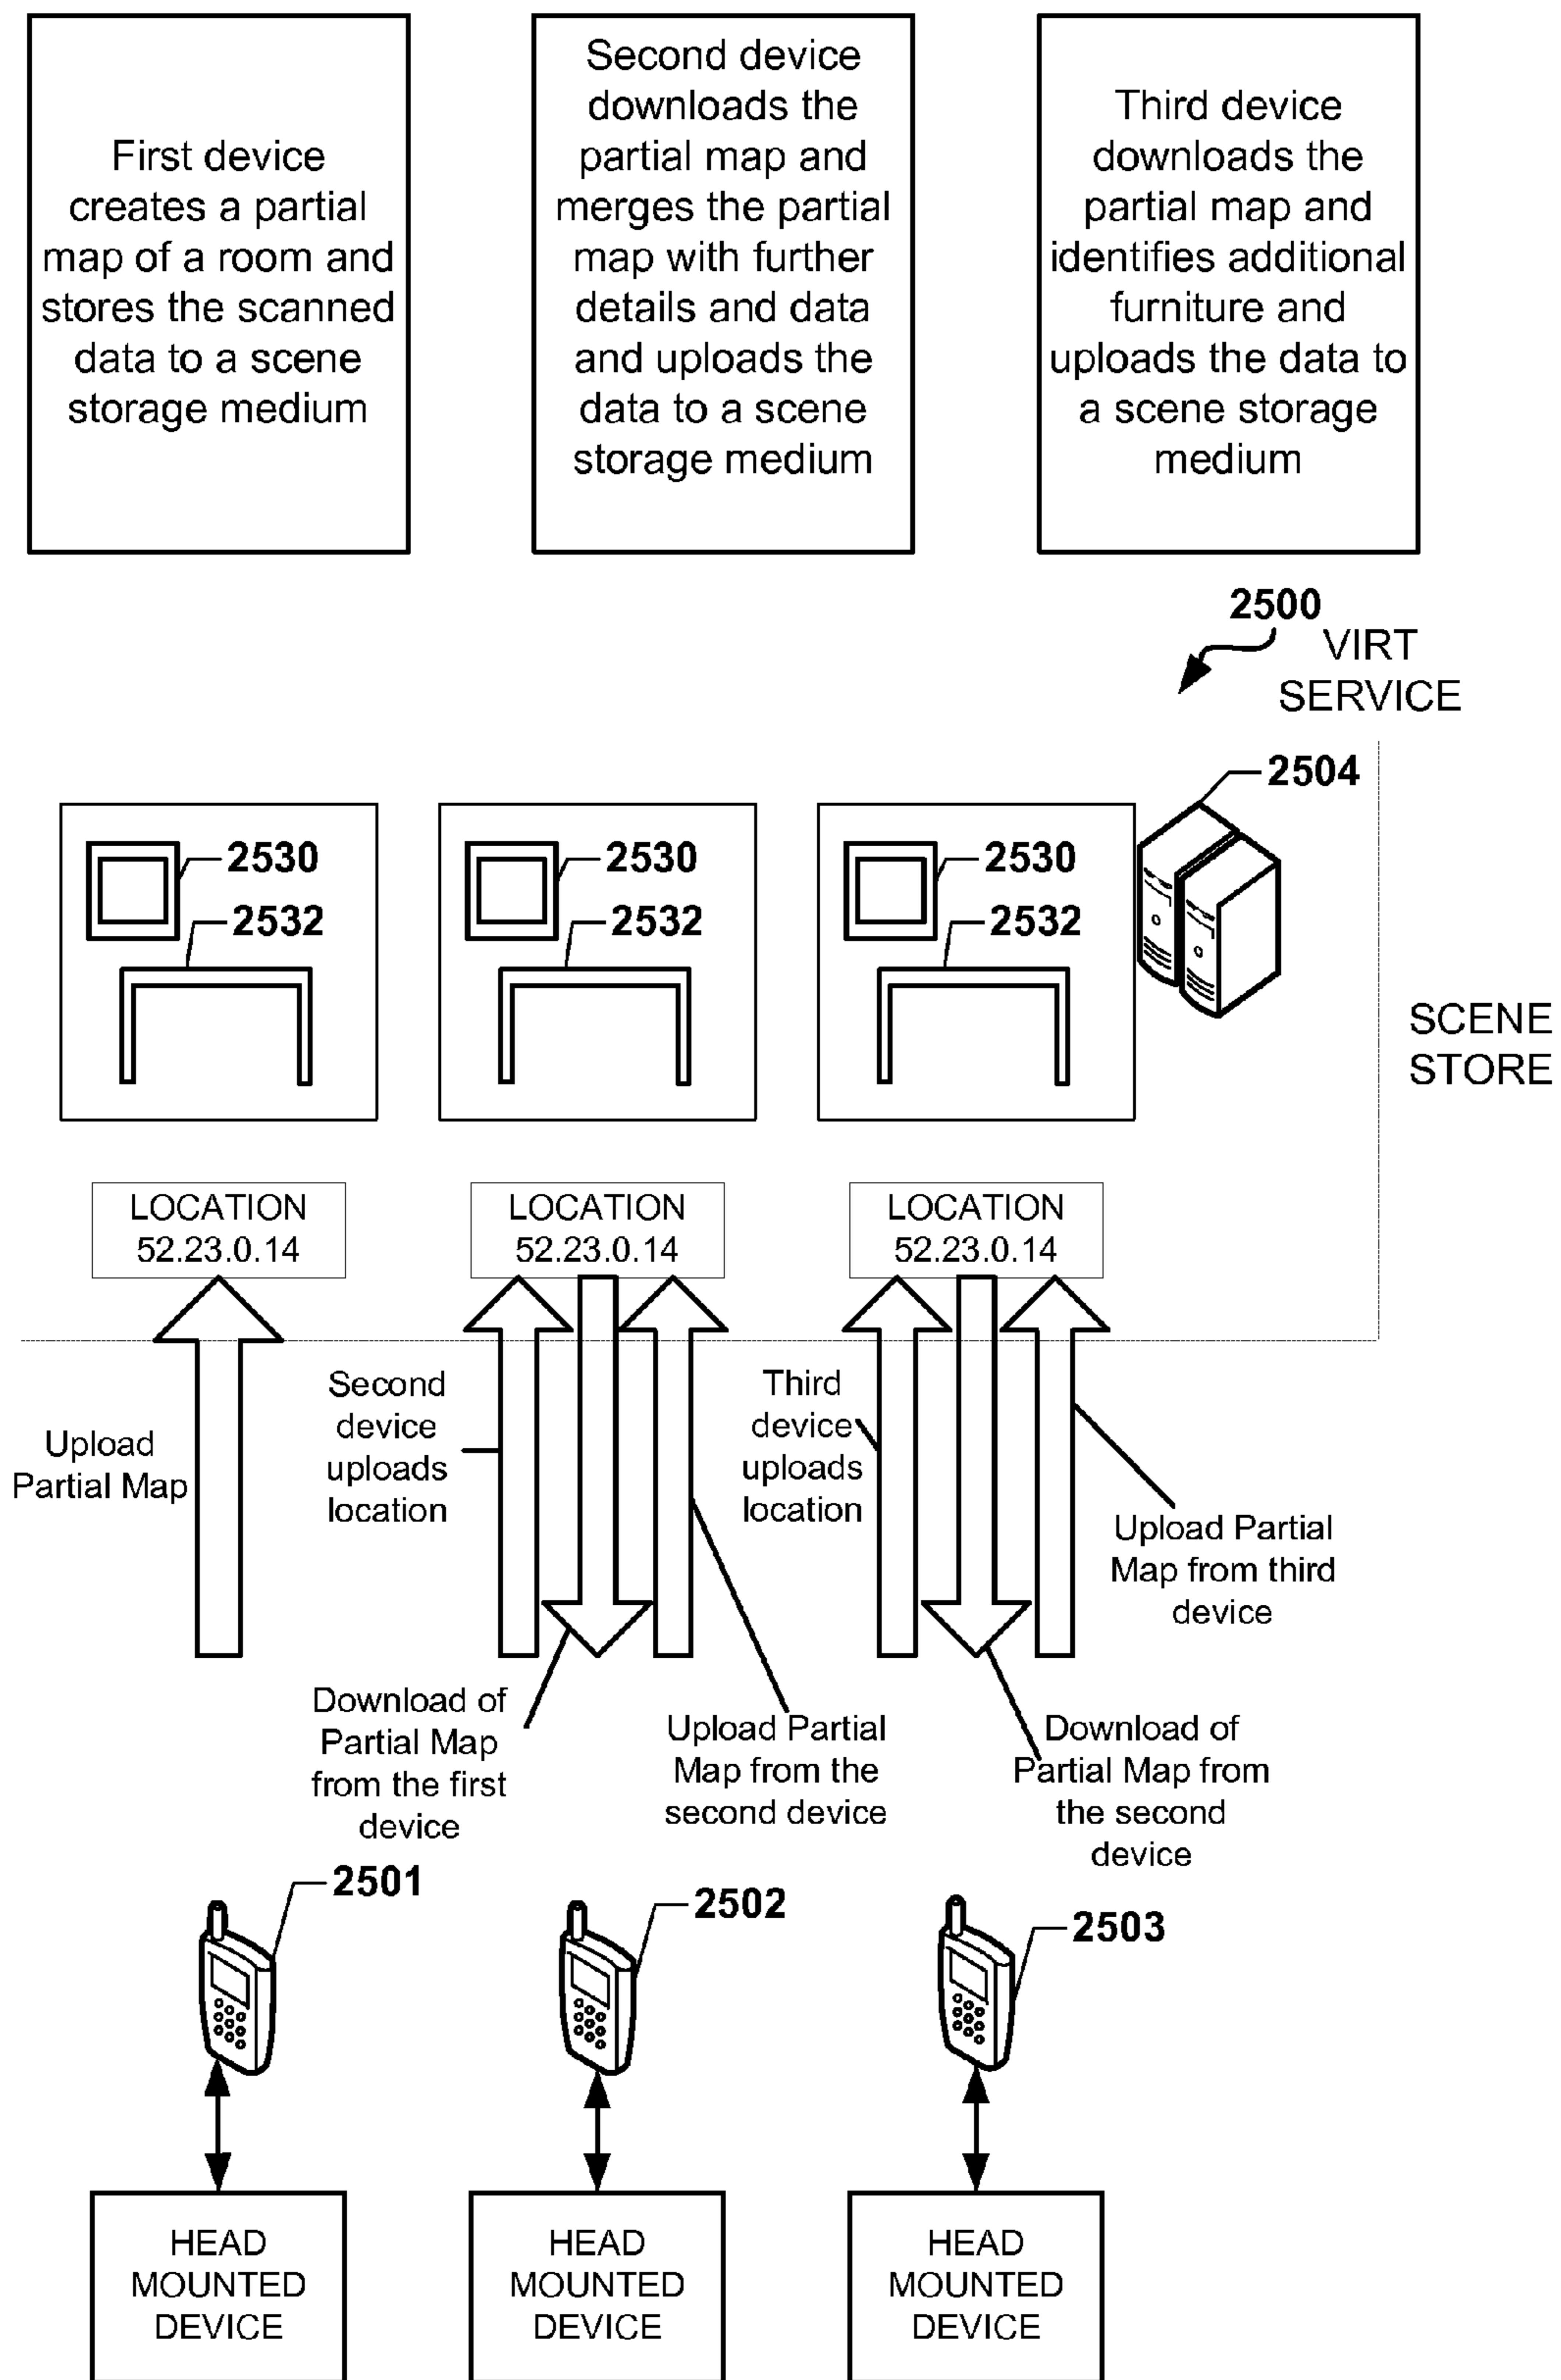 First device
creates a partial
map of a room and
stores the scanned
data to a scene
storage medium
Second device
downloads the
partial map and
merges the partial
map with further
details and data
and uploads the
data to a scene
storage medium
Third device
downloads the
partial map and
identifies additional
furniture and
uploads the data to
a scene storage
medium
2500
VIRT
SERVICE
2504
2530
2532
2530
2532
2530
2532
SCENE
STORE
LOCATION
52.23.0.14
LOCATION
52.23.0.14
LOCATION
52.23.0.14
Upload
Partial Map
Second
device
uploads
location
Third
device
uploads
location
Upload Partial
Map from third
device
Download of
Partial Map
from the first
device
Upload Partial
Map from the
second device
Download of
Partial Map from
the second
device
2501
2502
2503
HEAD
MOUNTED
DEVICE
HEAD
MOUNTED
DEVICE
HEAD
MOUNTED
DEVICE